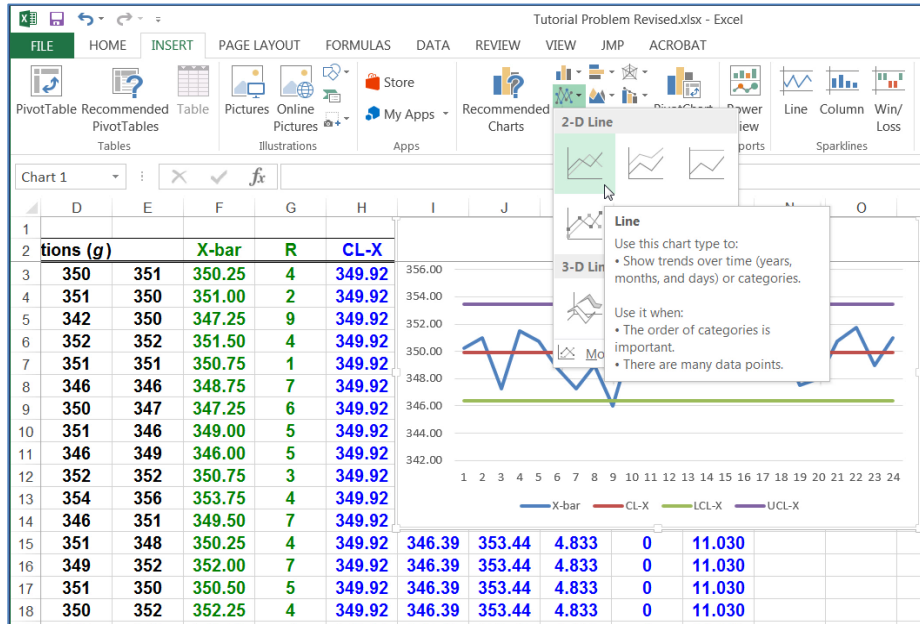 Tutorial Problem Revised.xlsx - Excel
FILE HOME INSERT PAGE LAYOUT FORMULAS DATA REVIEW VIEW JMP ACROBAT
PivotTable Recommended PivotTables Table
Tables
Pictures Online Pictures
Illustrations
Store
My Apps
Apps
Recommended Charts
Line Column Win/Loss
Sparklines
Chart 1 fx
2-D Line
3-D Lin
Mo
Line
Use this chart type to:
• Show trends over time (years, months, and days) or categories.
Use it when:
• The order of categories is important.
• There are many data points.
D E F G H I J O
1
2 tions (g) X-bar R CL-X
3 350 351 350.25 4 349.92
4 351 350 351.00 2 349.92
5 342 350 347.25 9 349.92
6 352 352 351.50 4 349.92
7 351 351 350.75 1 349.92
8 346 346 348.75 7 349.92
9 350 347 347.25 6 349.92
10 351 346 349.00 5 349.92
11 346 349 346.00 5 349.92
12 352 352 350.75 3 349.92
13 354 356 353.75 4 349.92
14 346 351 349.50 7 349.92
15 351 348 350.25 4 349.92 346.39 353.44 4.833 0 11.030
16 349 352 352.00 7 349.92 346.39 353.44 4.833 0 11.030
17 351 350 350.50 5 349.92 346.39 353.44 4.833 0 11.030
18 350 352 352.25 4 349.92 346.39 353.44 4.833 0 11.030
356.00
354.00
352.00
350.00
348.00
346.00
344.00
342.00
1 2 3 4 5 6 7 8 9 10 11 12 13 14 15 16 17 18 19 20 21 22 23 24
X-bar CL-X LCL-X UCL-X